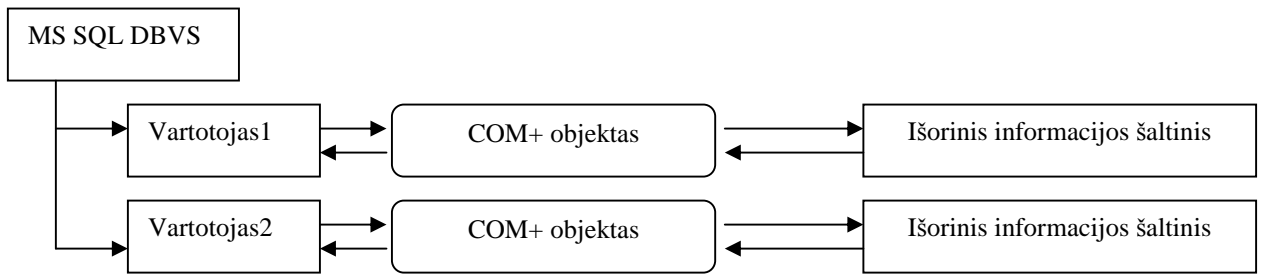 MS SQL DBVS
Vartotojas1
COM+ objektas
Išorinis informacijos šaltinis
Vartotojas2
COM+ objektas
Išorinis informacijos šaltinis